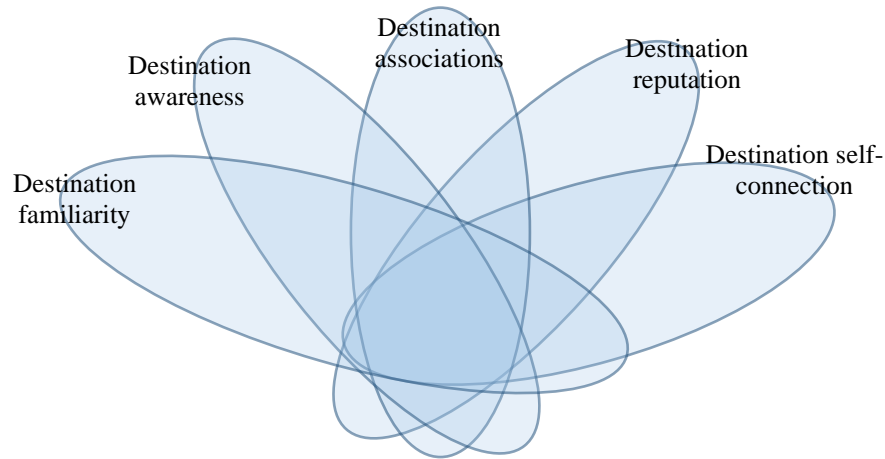 Destination
associations
Destination
awareness
Destination
reputation
Destination self-
connection
Destination
familiarity